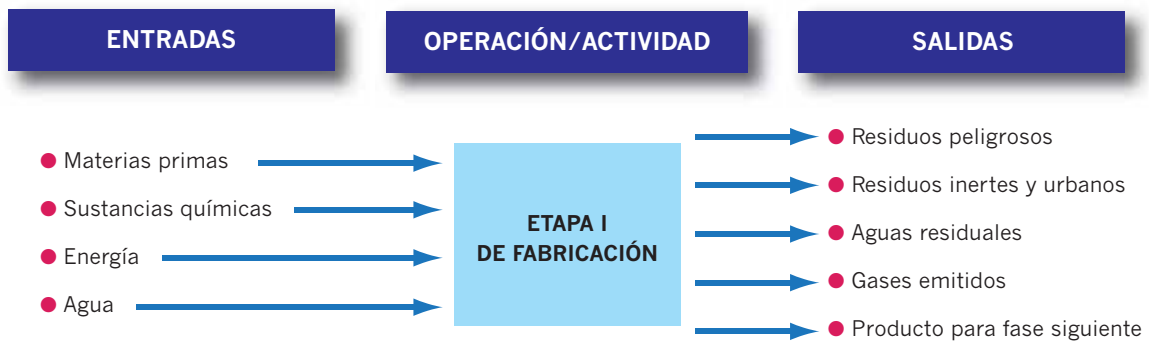 ENTRADAS
OPERACIÓN/ACTIVIDAD
SALIDAS
Materias primas
Sustancias químicas
Energía
Agua
ETAPA I
DE FABRICACIÓN
Residuos peligrosos
Residuos inertes y urbanos
Aguas residuales
Gases emitidos
Producto para fase siguiente